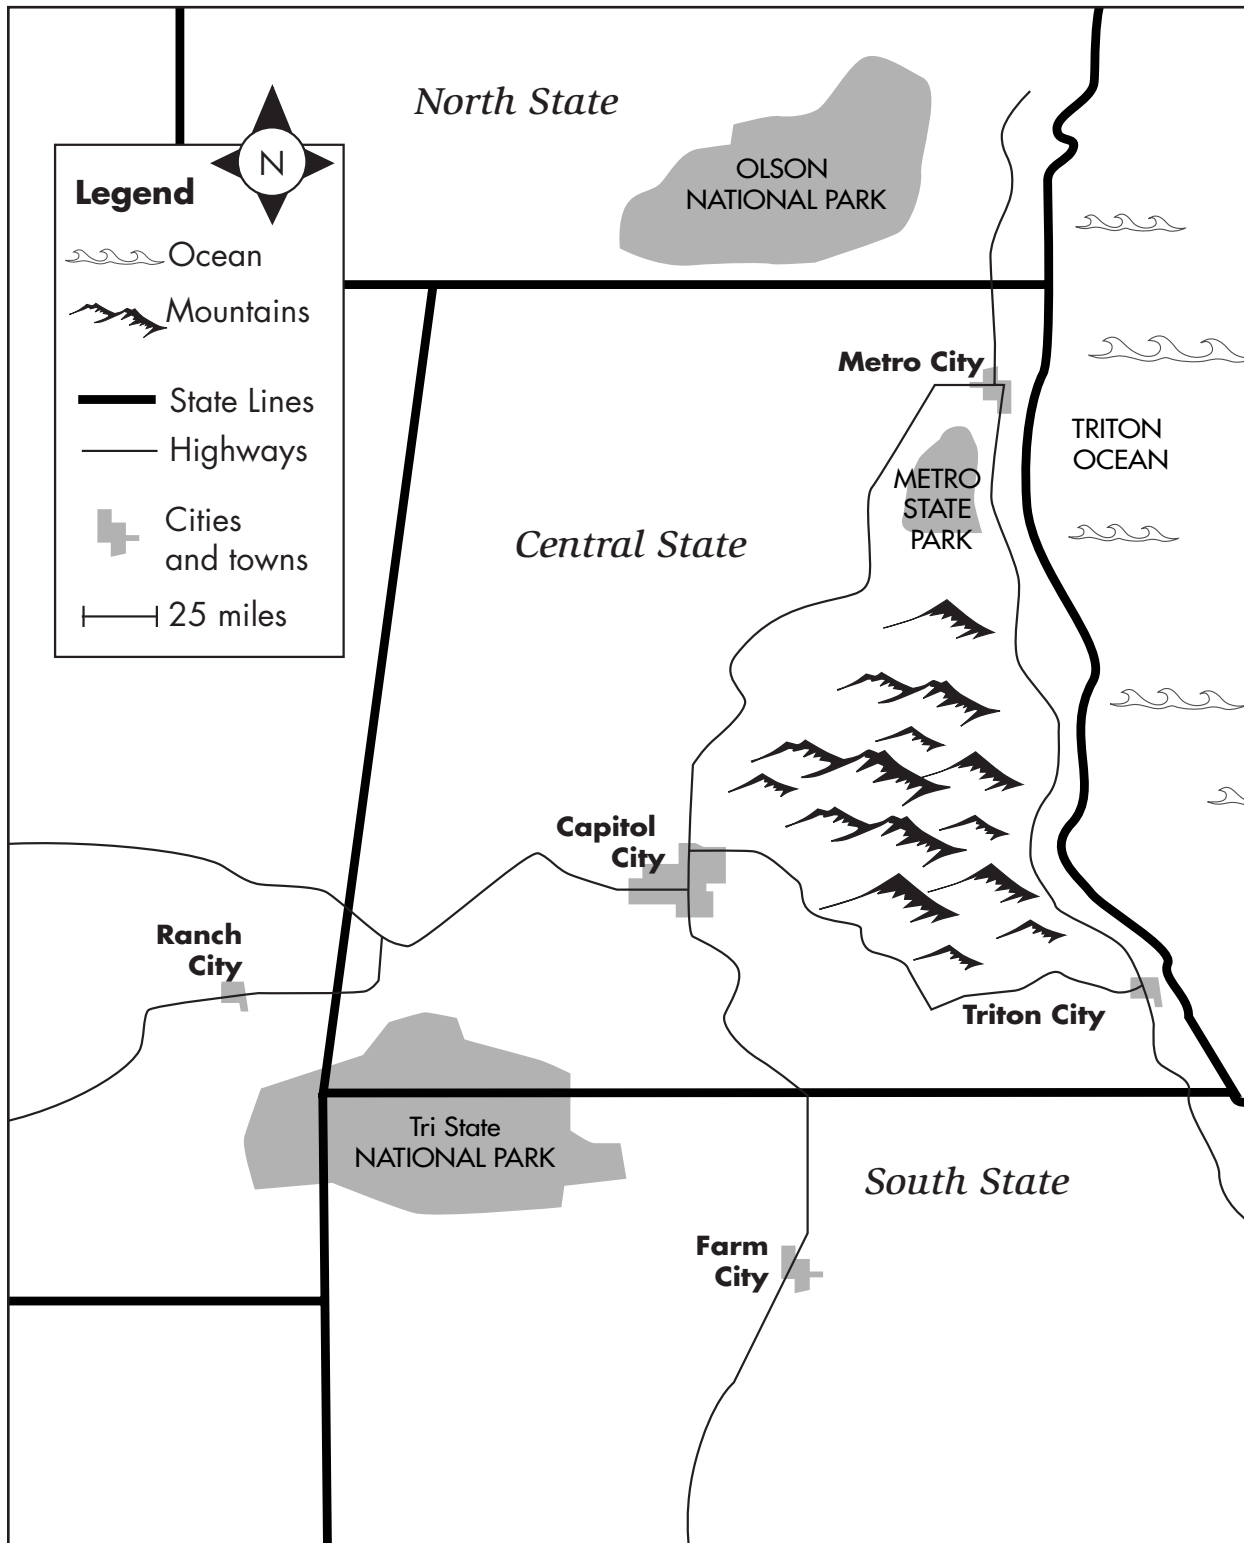 North State
OLSON
NATIONAL PARK
N
Legend
Ocean
Mountains
State Lines
Highways
Cities
and towns
25 miles
Metro City
TRITON
OCEAN
METRO
STATE
PARK
Central State
Capitol
City
Ranch
City
Triton City
Tri State
NATIONAL PARK
South State
Farm
City